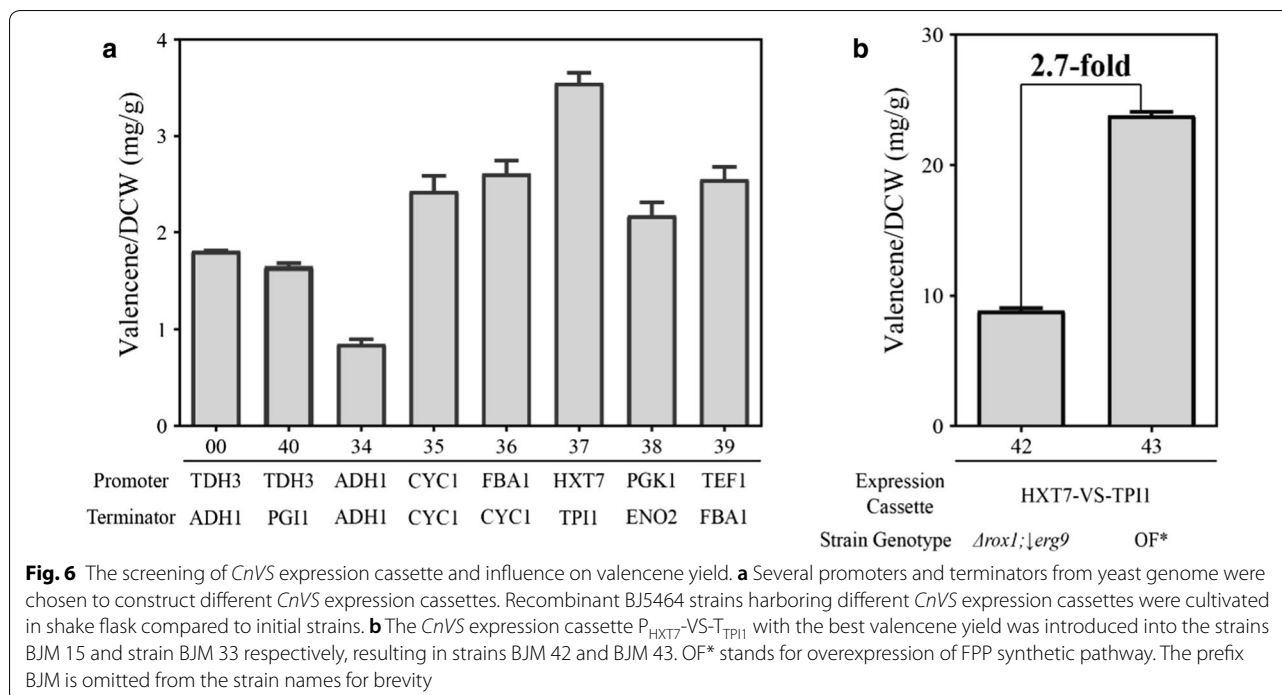 a
Valencene/DCW (mg/g)
4
3
2
1
0
00 40 34 35 36 37 38 39
Promoter TDH3 TDH3 ADH1 CYC1 FBA1 HXT7 PGK1 TEF1
Terminator ADH1 PGI1 ADH1 CYC1 CYC1 TPI1 ENO2 FBA1
b
Valencene/DCW (mg/g)
30
20
10
0
2.7-fold
42 43
Expression
Cassette
HXT7-VS-TPI1
Strain Genotype Δrox1;↓erg9 OF*
Fig. 6 The screening of CnVS expression cassette and influence on valencene yield. a Several promoters and terminators from yeast genome were
chosen to construct different CnVS expression cassettes. Recombinant BJ5464 strains harboring different CnVS expression cassettes were cultivated
in shake flask compared to initial strains. b The CnVS expression cassette P_HXT7-VS-T_TPI1 with the best valencene yield was introduced into the strains
BJM 15 and strain BJM 33 respectively, resulting in strains BJM 42 and BJM 43. OF* stands for overexpression of FPP synthetic pathway. The prefix
BJM is omitted from the strain names for brevity